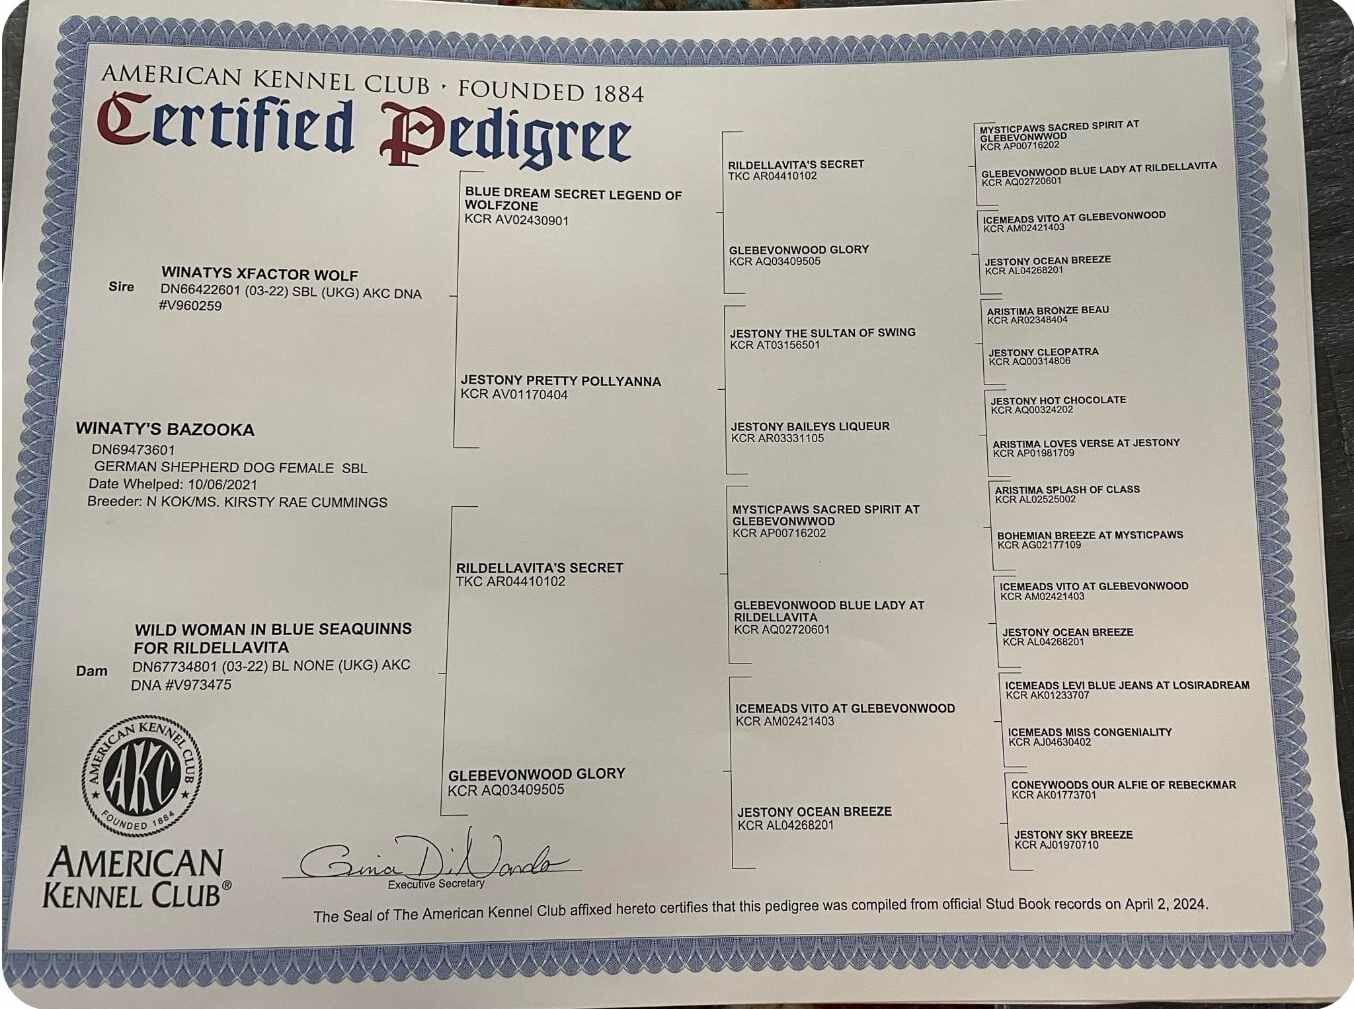 AMERICAN KENNEL CLUB · FOUNDED 1884
Certified Pedigree
Sire
WINATYS XFACTOR WOLF
DN66422601 (03-22) SBL (UKG) AKC DNA
#V960259
WINATY'S BAZOOKA
DN69473601
GERMAN SHEPHERD DOG FEMALE SBL
Date Whelped: 10/06/2021
Breeder: N KOK/MS. KIRSTY RAE CUMMINGS
Dam
WILD WOMAN IN BLUE SEAQUINNS
FOR RILDELLAVITA
DN67734801 (03-22) BL NONE (UKG) AKC
DNA #V973475
BLUE DREAM SECRET LEGEND OF
WOLFZONE
KCR AV02430901
JESTONY PRETTY POLLYANNA
KCR AV01170404
RILDELLAVITA'S SECRET
TKC AR04410102
GLEBEVONWOOD GLORY
KCR AQ03409505
RILDELLAVITA'S SECRET
TKC AR04410102
GLEBEVONWOOD GLORY
KCR AQ03409505
JESTONY THE SULTAN OF SWING
KCR AT03156501
JESTONY BAILEYS LIQUEUR
KCR AR03331105
MYSTICPAWS SACRED SPIRIT AT
GLEBEVONWWOD
KCR AP00716202
GLEBEVONWOOD BLUE LADY AT
RILDELLAVITA
KCR AQ02720601
ICEMEADS VITO AT GLEBEVONWOOD
KCR AM02421403
JESTONY OCEAN BREEZE
KCR AL04268201
MYSTICPAWS SACRED SPIRIT AT
GLEBEVONWWOD
KCR AP00716202
GLEBEVONWOOD BLUE LADY AT RILDELLAVITA
KCR AQ02720601
ICEMEADS VITO AT GLEBEVONWOOD
KCR AM02421403
JESTONY OCEAN BREEZE
KCR AL04268201
ARISTIMA BRONZE BEAU
KCR AR02348404
JESTONY CLEOPATRA
KCR AQ00314806
JESTONY HOT CHOCOLATE
KCR AQ00324202
ARISTIMA LOVES VERSE AT JESTONY
KCR AP01981709
ARISTIMA SPLASH OF CLASS
KCR AL02525002
BOHEMIAN BREEZE AT MYSTICPAWS
KCR AG02177109
ICEMEADS VITO AT GLEBEVONWOOD
KCR AM02421403
JESTONY OCEAN BREEZE
KCR AL04268201
ICEMEADS LEVI BLUE JEANS AT LOSIRADREAM
KCR AK01233707
ICEMEADS MISS CONGENIALITY
KCR AJ04630402
CONEYWOODS OUR ALFIE OF REBECKMAR
KCR AK01773701
JESTONY SKY BREEZE
KCR AJ01970710
AMERICAN KENNEL CLUB
AKC
FOUNDED 1884
AMERICAN
KENNEL CLUB®
Gina DiNardo
Executive Secretary
The Seal of The American Kennel Club affixed hereto certifies that this pedigree was compiled from official Stud Book records on April 2, 2024.